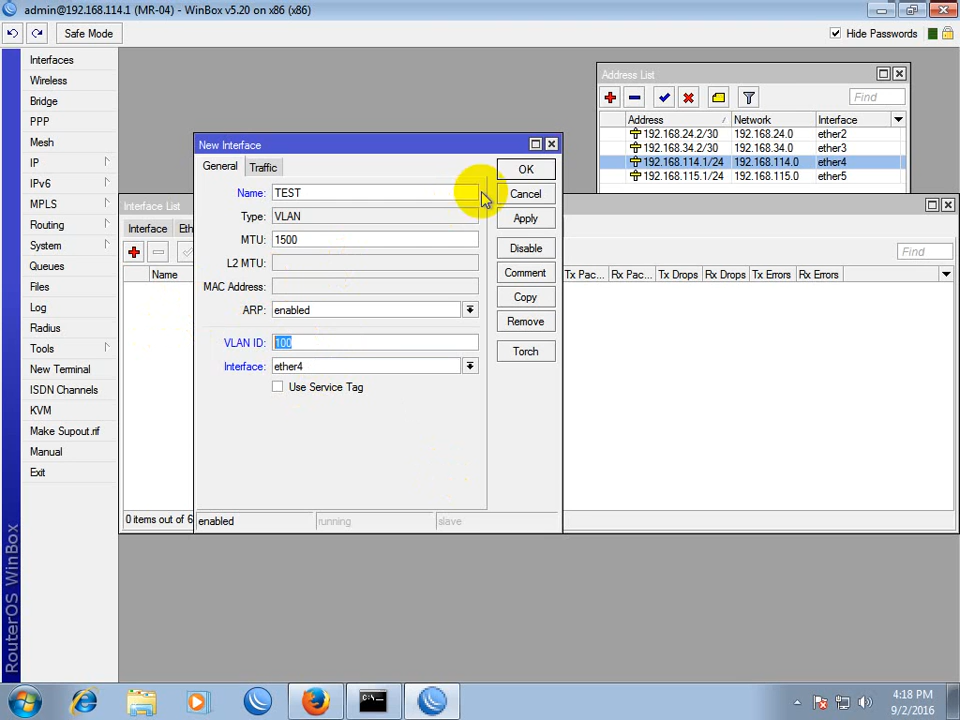 admin@192.168.114.1 (MR-04) - WinBox v5.20 on x86 (x86)
Safe Mode
Hide Passwords
Interfaces
Wireless
Bridge
PPP
Mesh
IP
IPv6
MPLS
Routing
System
Queues
Files
Log
Radius
Tools
New Terminal
ISDN Channels
KVM
Make Supout.rif
Manual
Exit
RouterOS WinBox
Address List
Find
Address Network Interface
192.168.24.2/30 192.168.24.0 ether2
192.168.34.2/30 192.168.34.0 ether3
192.168.114.1/24 192.168.114.0 ether4
192.168.115.1/24 192.168.115.0 ether5
Interface List
Interface Eth
Find
Name
Tx Pac... Rx Pac... Tx Drops Rx Drops Tx Errors Rx Errors
0 items out of 6
New Interface
General Traffic
Name: TEST
Type: VLAN
MTU: 1500
L2 MTU:
MAC Address:
ARP: enabled
VLAN ID: 100
Interface: ether4
Use Service Tag
OK
Cancel
Apply
Disable
Comment
Copy
Remove
Torch
enabled running slave
4:18 PM
9/2/2016